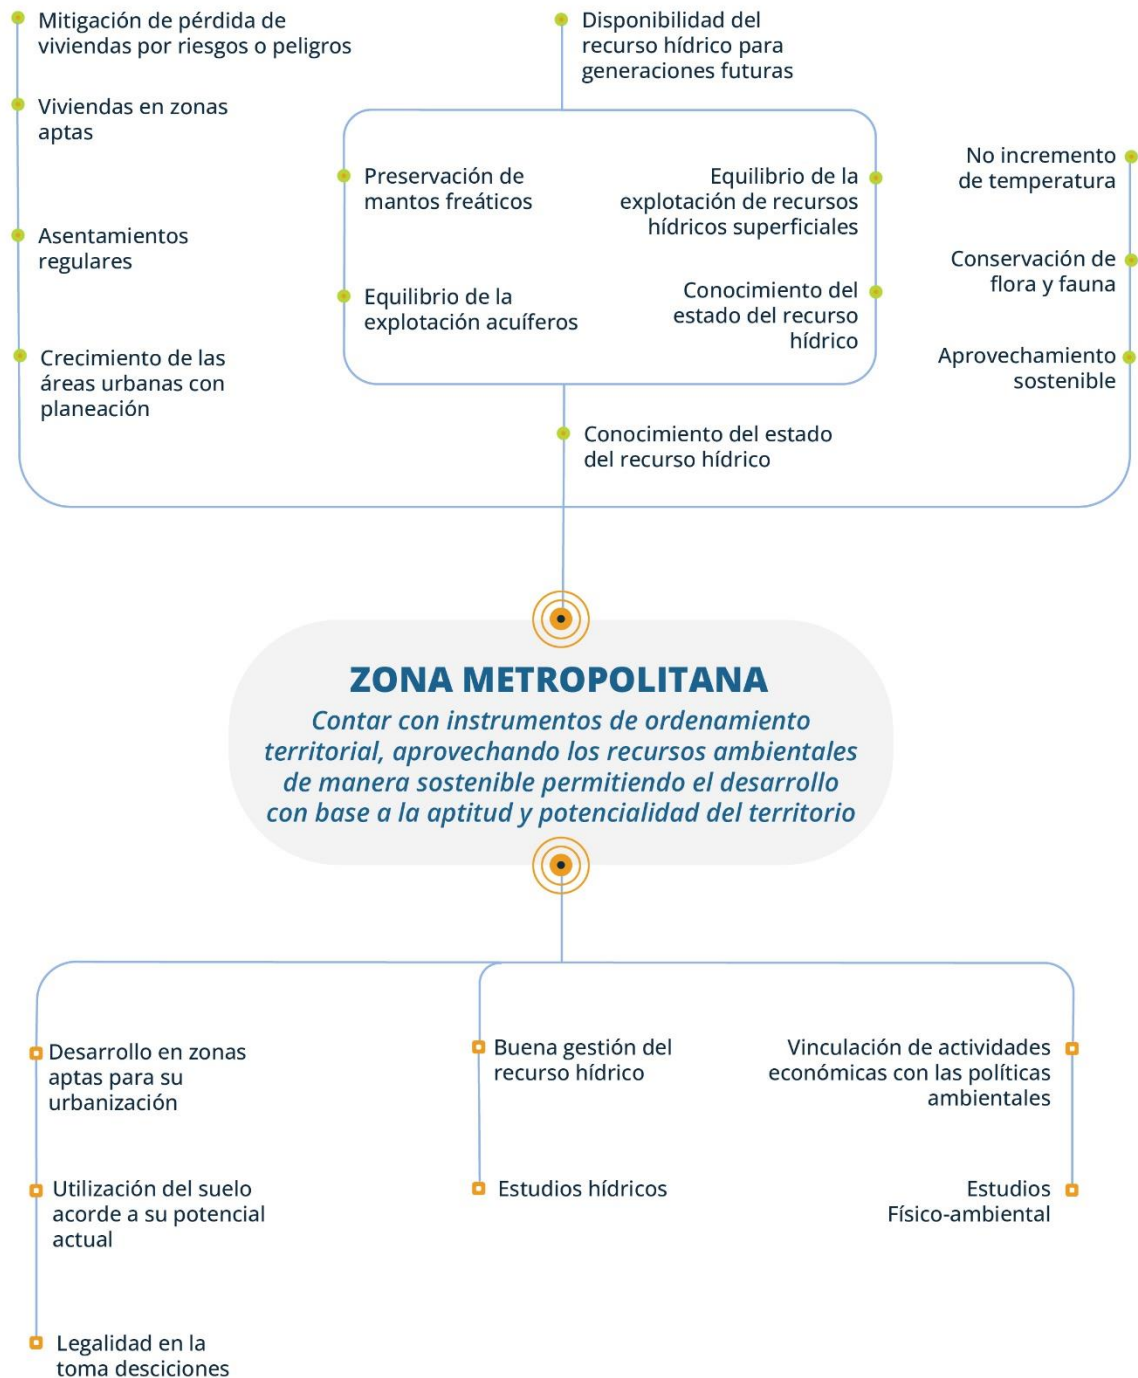 Mitigación de pérdida de
viviendas por riesgos o peligros
Viviendas en zonas
aptas
Asentamientos
regulares
Crecimiento de las
áreas urbanas con
planeación
Disponibilidad del
recurso hídrico para
generaciones futuras
Preservación de
mantos freáticos
Equilibrio de la
explotación acuíferos
Equilibrio de la
explotación de recursos
hídricos superficiales
Conocimiento del
estado del recurso
hídrico
Conocimiento del estado
del recurso hídrico
No incremento
de temperatura
Conservación de
flora y fauna
Aprovechamiento
sostenible
ZONA METROPOLITANA
Contar con instrumentos de ordenamiento
territorial, aprovechando los recursos ambientales
de manera sostenible permitiendo el desarrollo
con base a la aptitud y potencialidad del territorio
Desarrollo en zonas
aptas para su
urbanización
Utilización del suelo
acorde a su potencial
actual
Legalidad en la
toma desciciones
Buena gestión del
recurso hídrico
Estudios hídricos
Vinculación de actividades
económicas con las políticas
ambientales
Estudios
Físico-ambiental